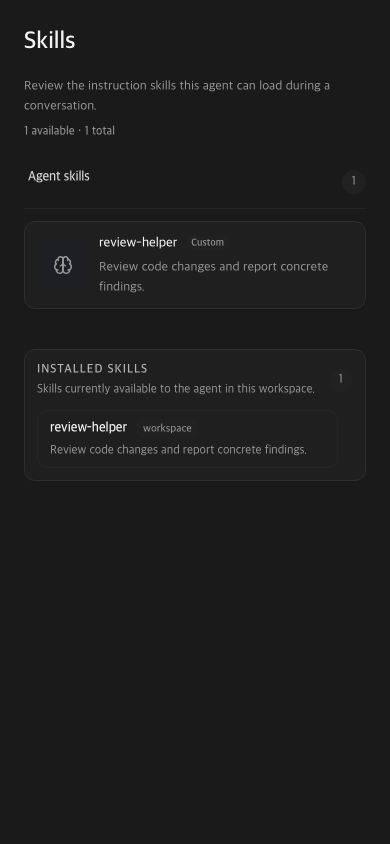 Skills
Review the instruction skills this agent can load during a
conversation.
1 available · 1 total
Agent skills
1
review-helper Custom
Review code changes and report concrete
findings.
INSTALLED SKILLS
Skills currently available to the agent in this workspace.
1
review-helper workspace
Review code changes and report concrete findings.